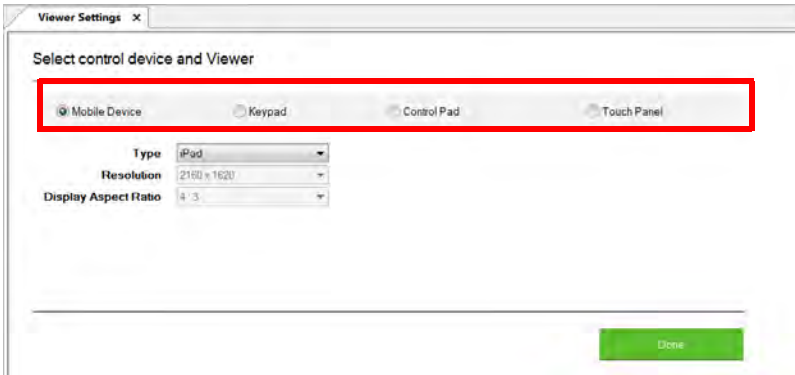 Viewer Settings X
Select control device and Viewer
Mobile Device Keypad Control Pad Touch Panel
Type iPad
Resolution 2160 x 1620
Display Aspect Ratio 4:3
Done